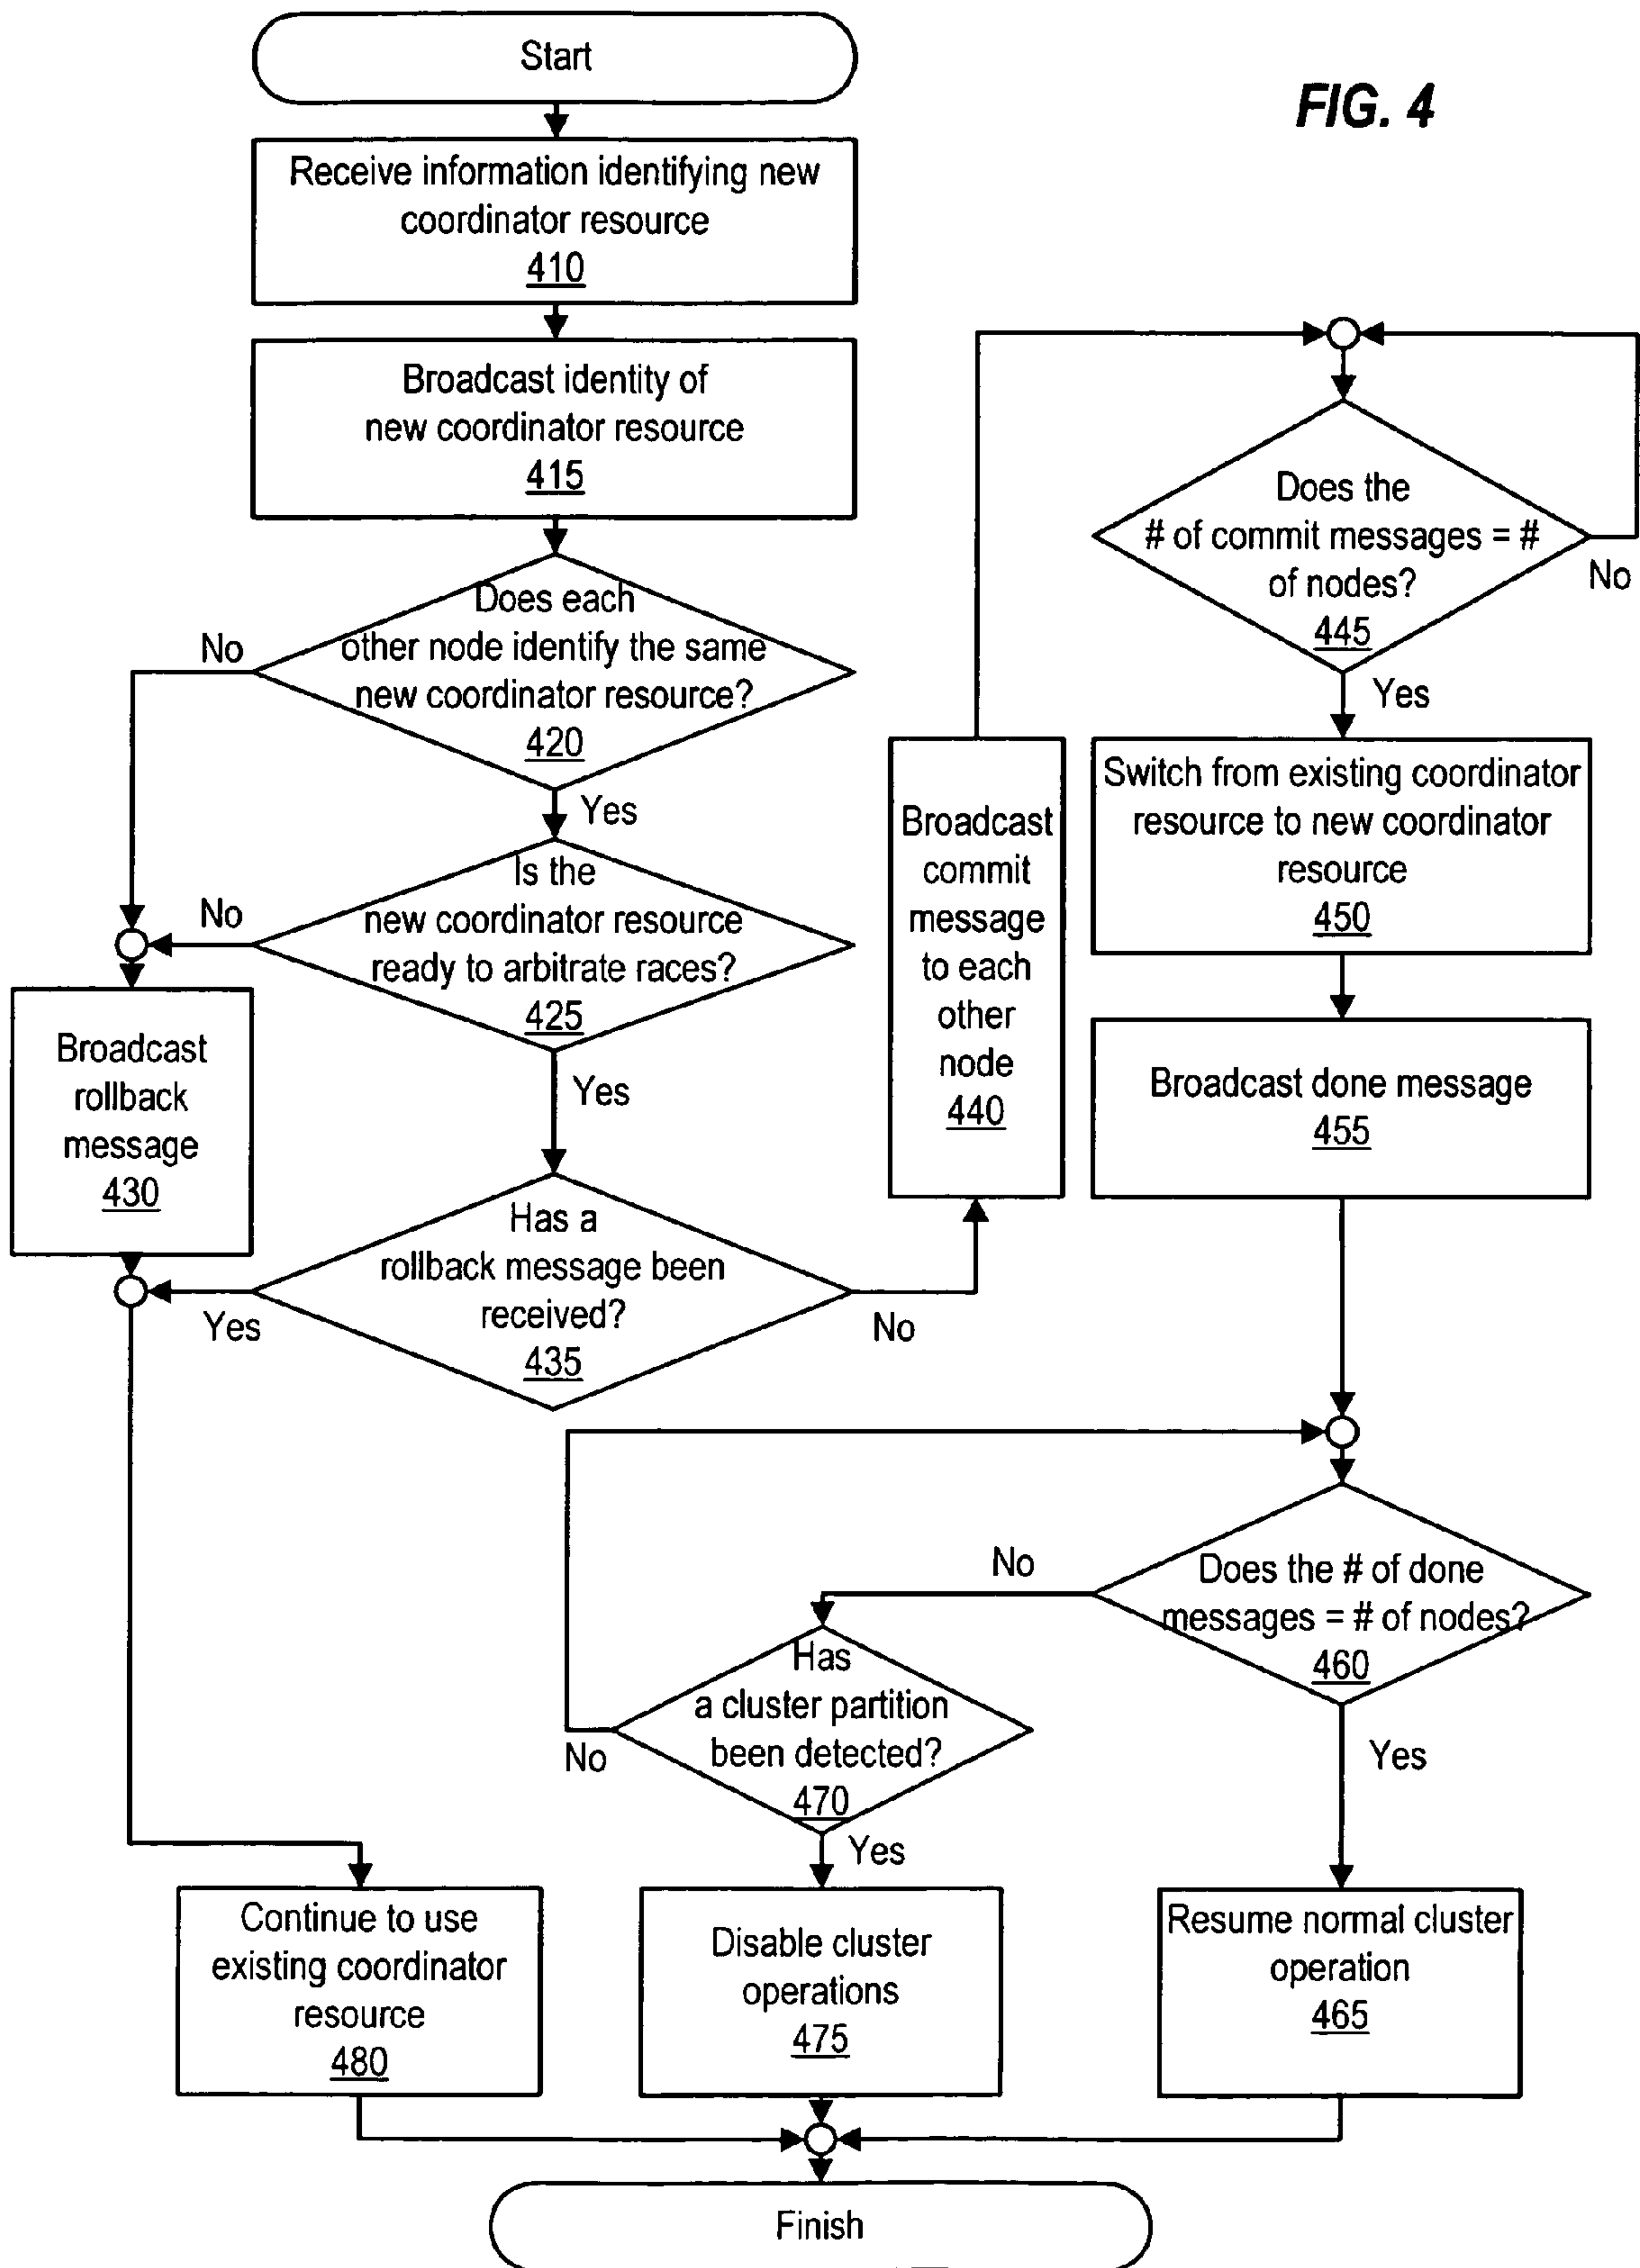 Start
FIG. 4
Receive information identifying new
coordinator resource
410
Broadcast identity of
new coordinator resource
415
Does each
other node identify the same
new coordinator resource?
420
No
Yes
Is the
new coordinator resource
ready to arbitrate races?
425
No
Yes
Broadcast
rollback
message
430
Has a
rollback message been
received?
435
Yes
No
Broadcast
commit
message
to each
other
node
440
Does the
# of commit messages = #
of nodes?
445
No
Yes
Switch from existing coordinator
resource to new coordinator
resource
450
Broadcast done message
455
Does the # of done
messages = # of nodes?
460
No
Yes
Has
a cluster partition
been detected?
470
No
Yes
Continue to use
existing coordinator
resource
480
Disable cluster
operations
475
Resume normal cluster
operation
465
Finish